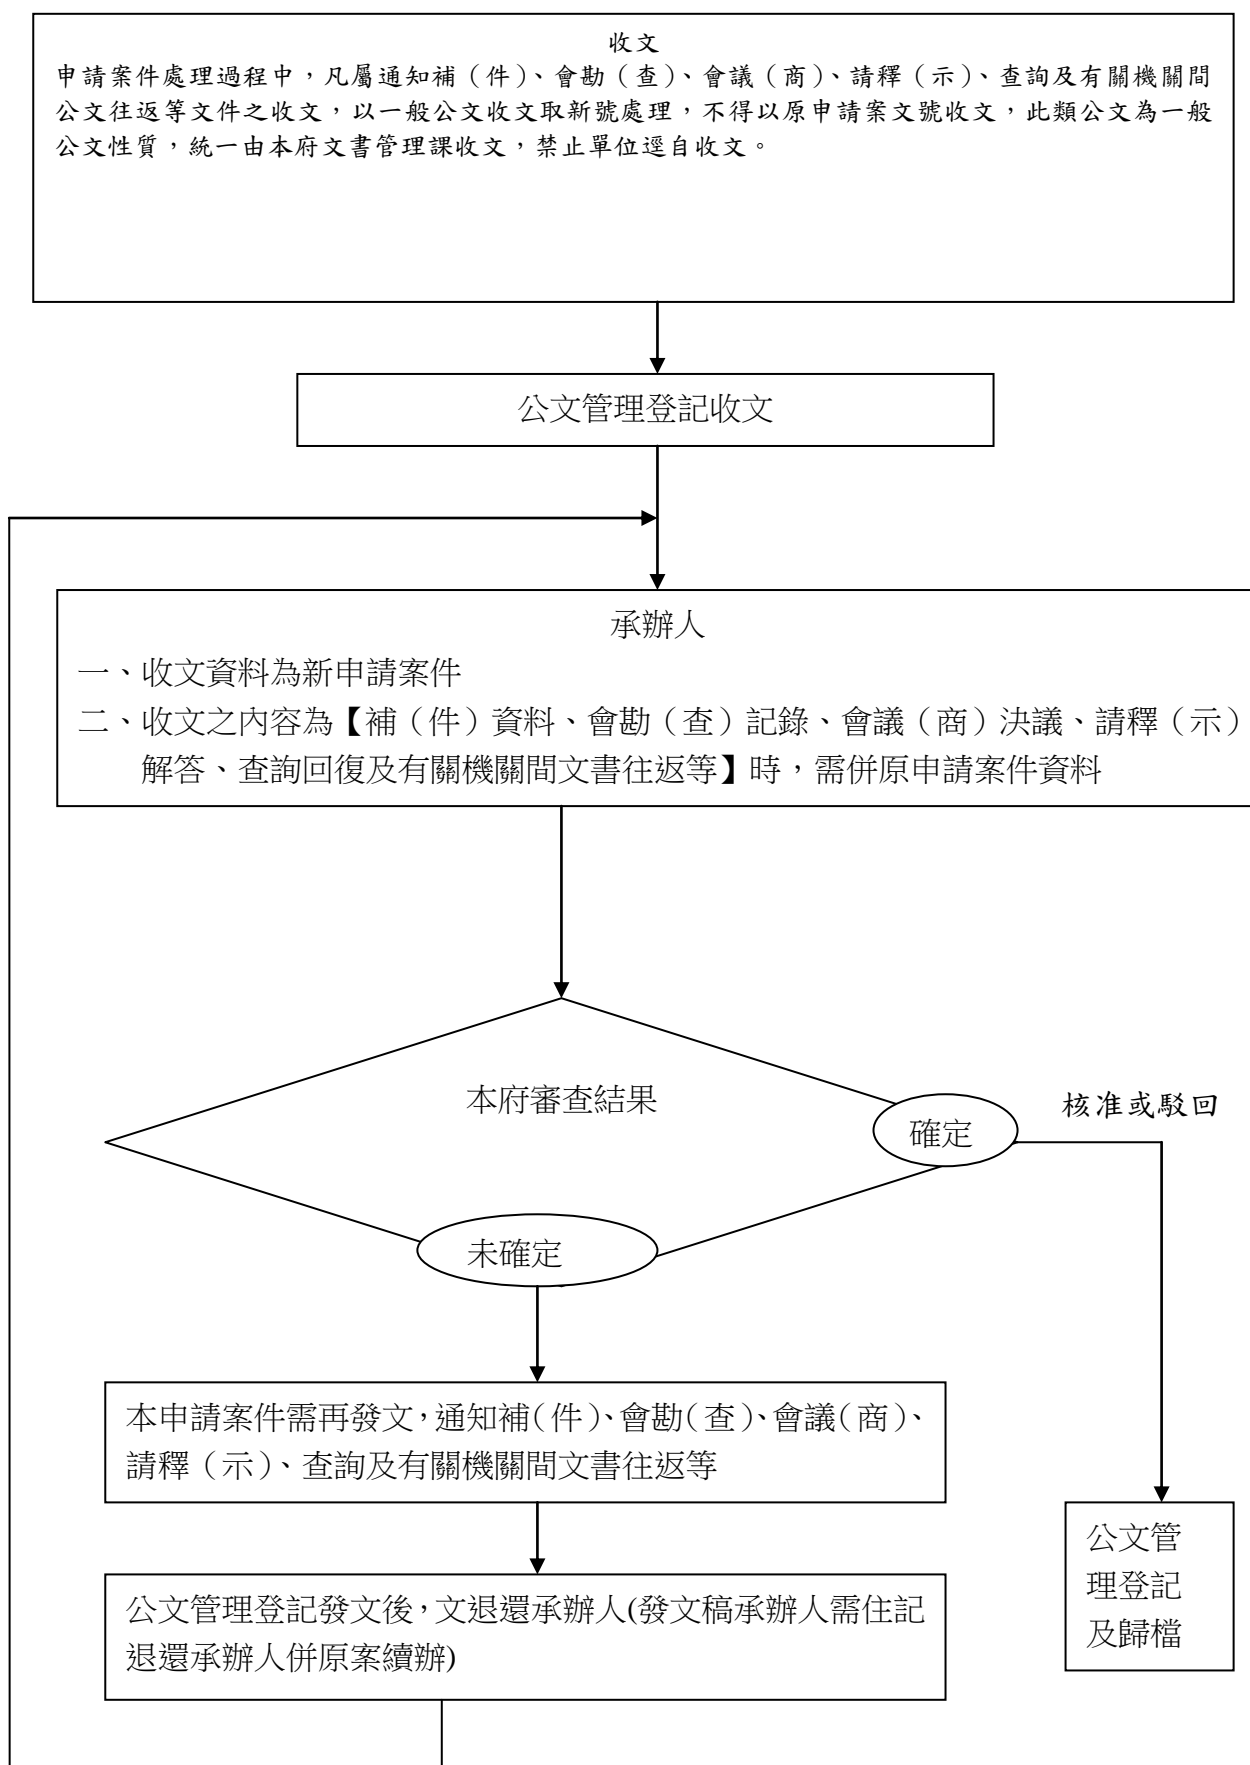 收文
申請案件處理過程中，凡屬通知補（件）、會勘（查）、會議（商）、請釋（示）、查詢及有關機關間
公文往返等文件之收文，以一般公文收文取新號處理，不得以原申請案文號收文，此類公文為一般
公文性質，統一由本府文書管理課收文，禁止單位逕自收文。
公文管理登記收文
承辦人
一、收文資料為新申請案件
二、收文之內容為【補（件）資料、會勘（查）記錄、會議（商）決議、請釋（示）
解答、查詢回復及有關機關間文書往返等】時，需併原申請案件資料
本府審查結果
確定
核准或駁回
未確定
本申請案件需再發文，通知補（件）、會勘（查）、會議（商）、
請釋（示）、查詢及有關機關間文書往返等
公文管理登記發文後，文退還承辦人(發文稿承辦人需住記
退還承辦人併原案續辦)
公文管
理登記
及歸檔